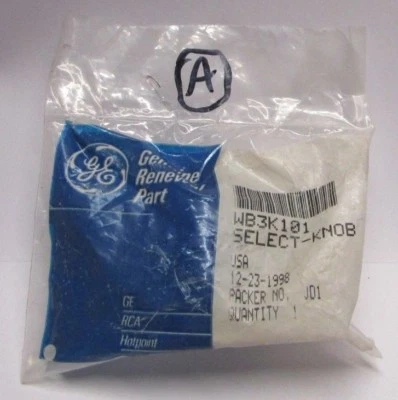 A
GE
Genuine
Renewal
Part
WB3K101
SELECT-KNOB
USA
12-23-1998
PACKER NO. JD1
QUANTITY 1
GE
RCA
Hotpoint